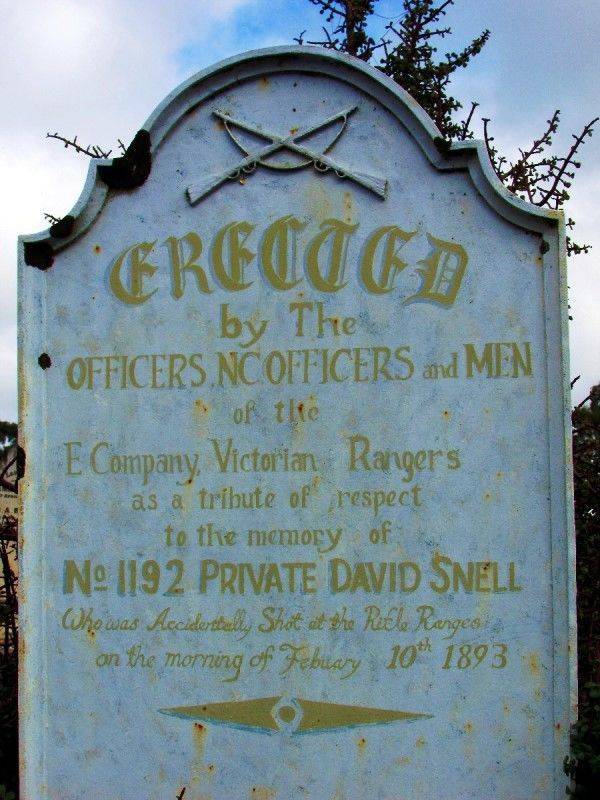 ERECTED
by The
OFFICERS, N.C. OFFICERS and MEN
of the
E Company, Victorian Rangers
as a tribute of respect
to the memory of
No 1192 PRIVATE DAVID SNELL
Who was Accidentally Shot at the Rifle Ranges
on the morning of Febuary 10th 1893